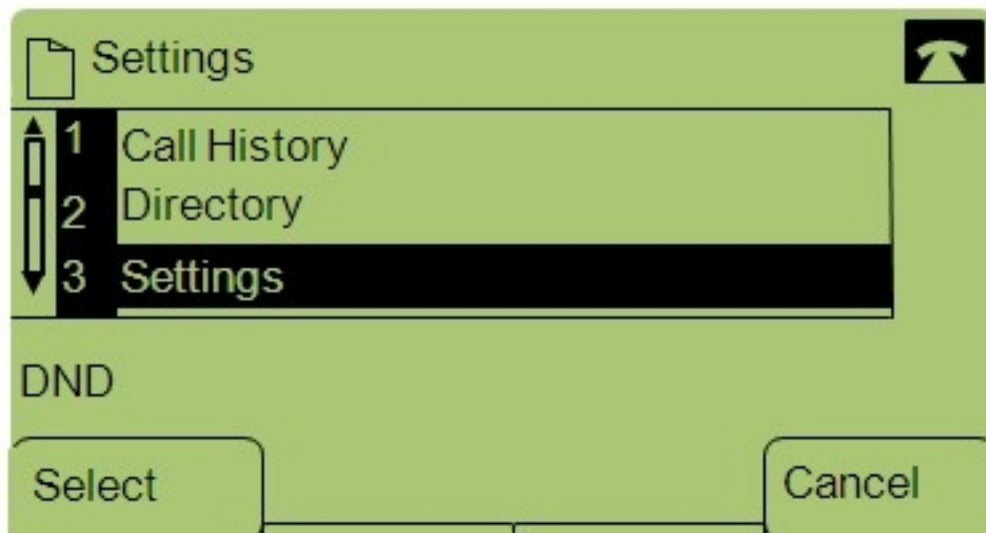 Settings
1 Call History
2 Directory
3 Settings
DND
Select Cancel